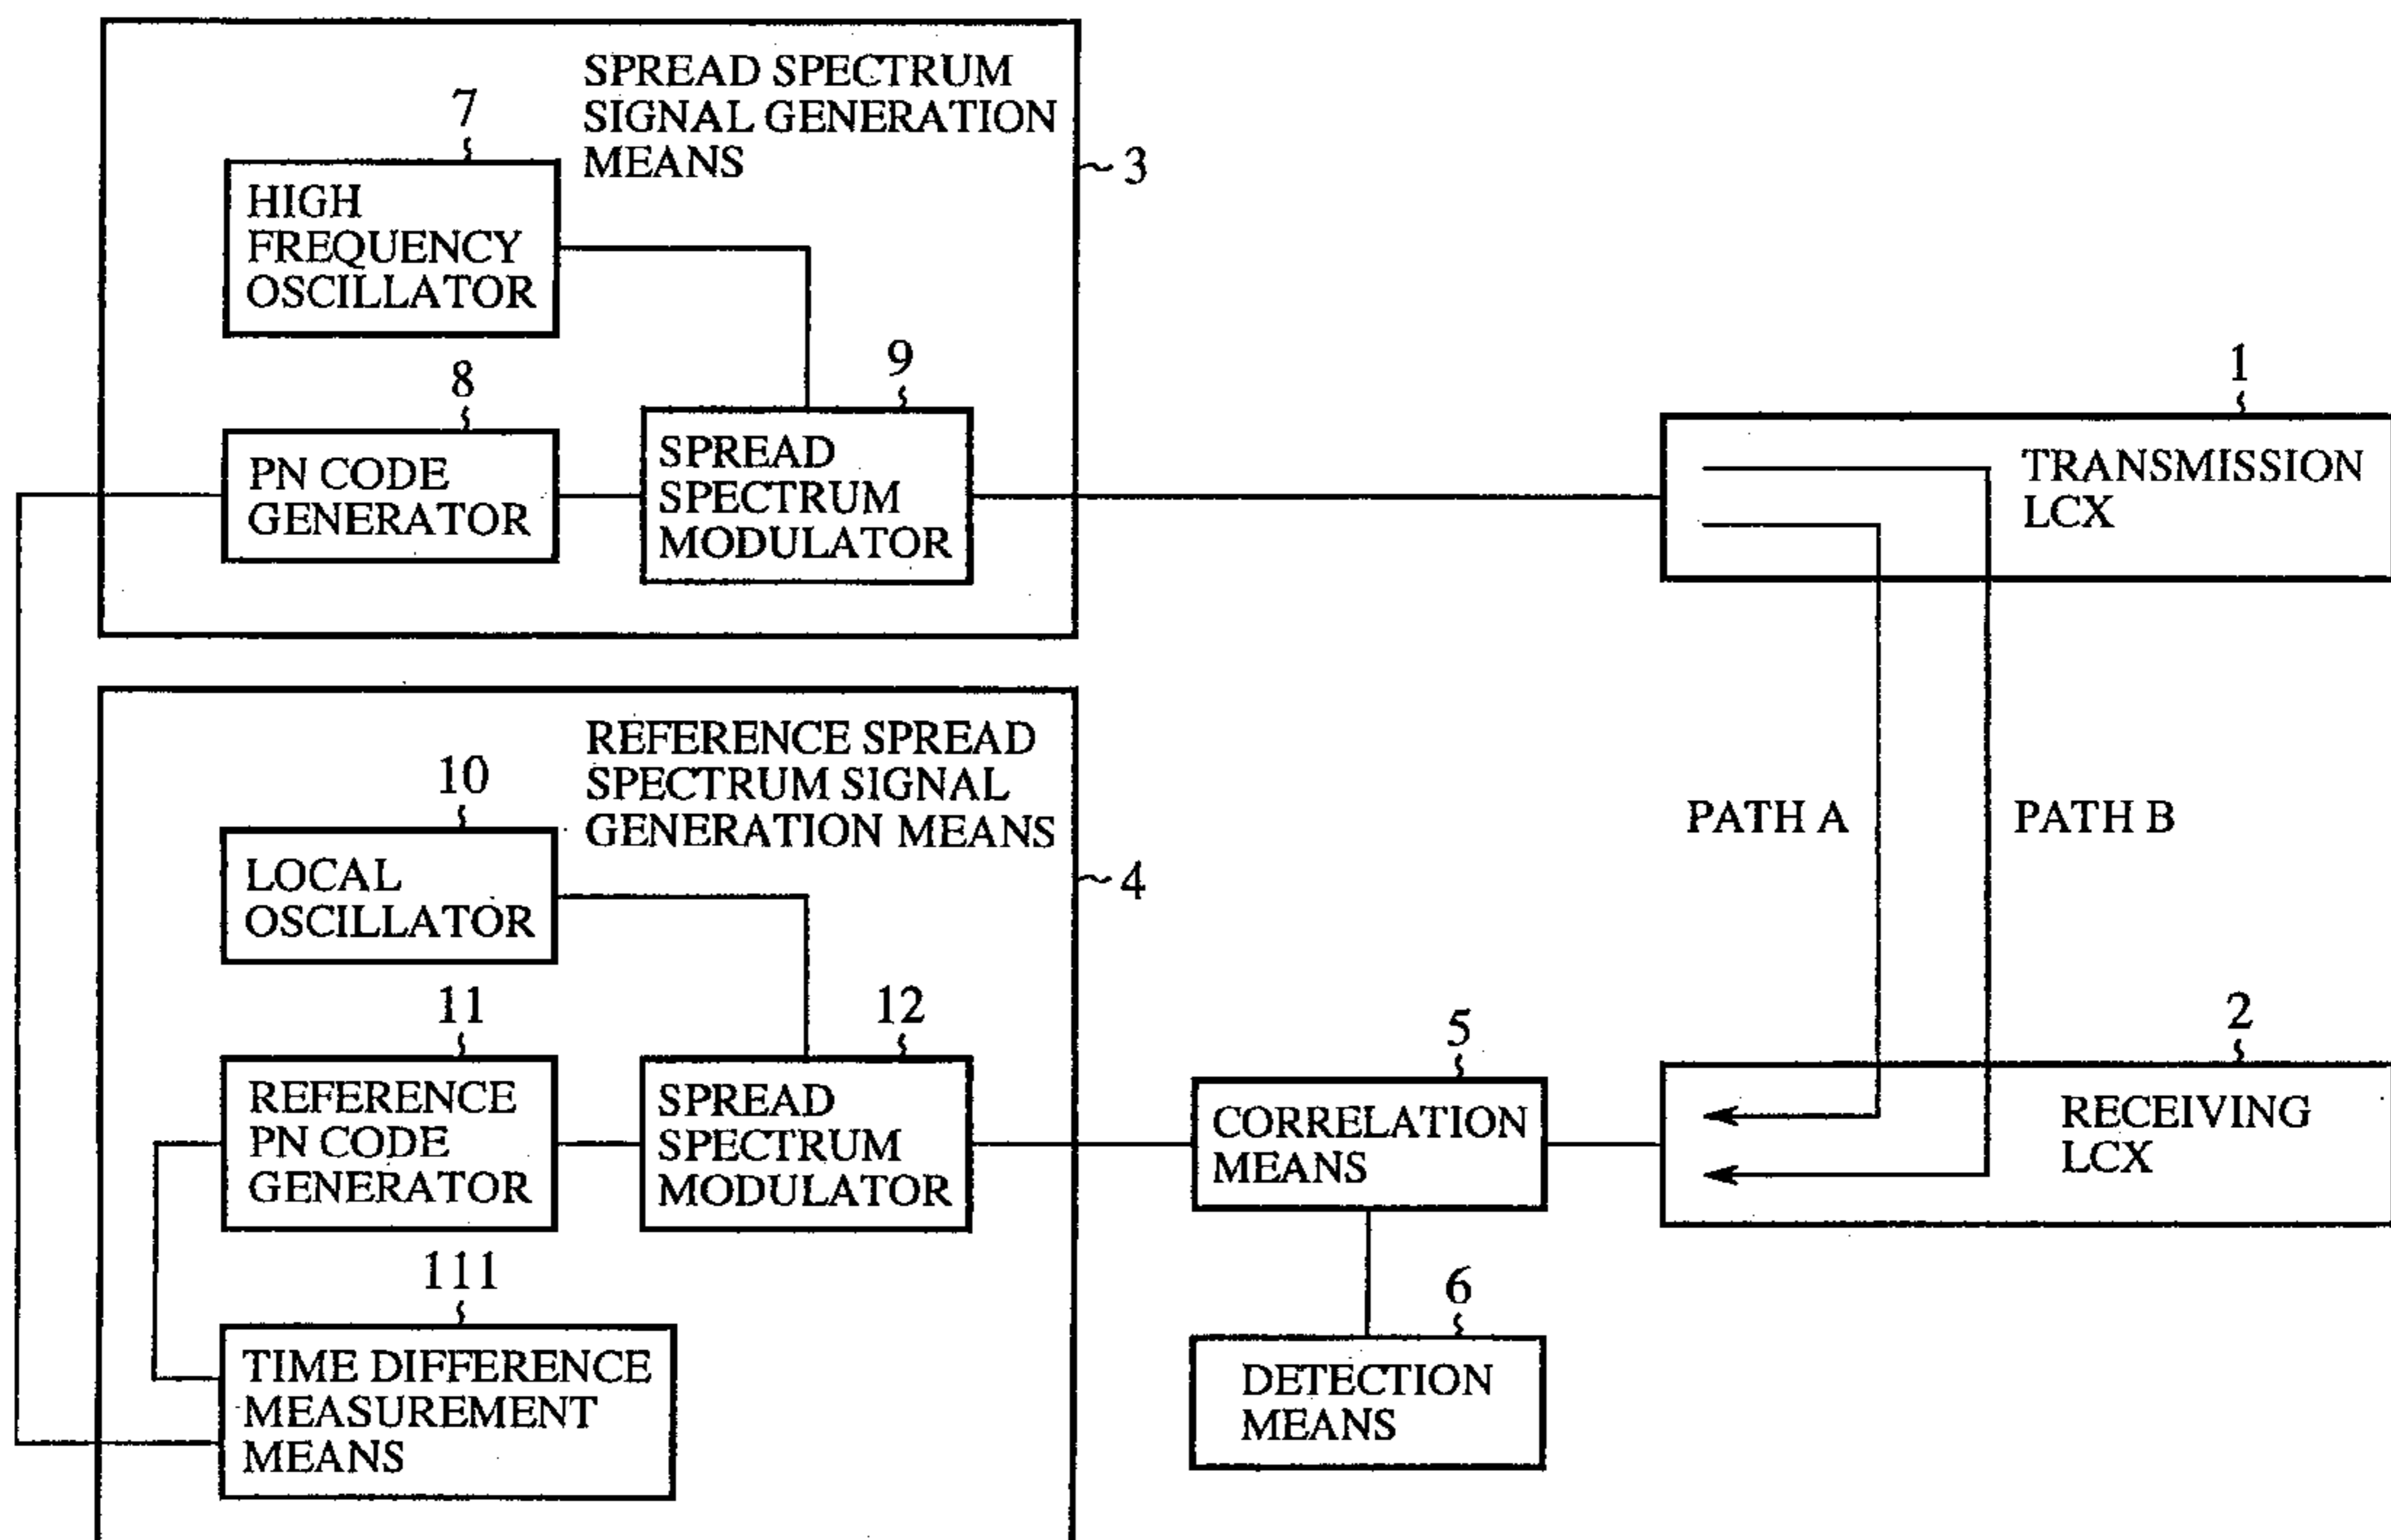 SPREAD SPECTRUM
SIGNAL GENERATION
MEANS
3
7
HIGH
FREQUENCY
OSCILLATOR
8
PN CODE
GENERATOR
9
SPREAD
SPECTRUM
MODULATOR
1
TRANSMISSION
LCX
PATH A
PATH B
REFERENCE SPREAD
SPECTRUM SIGNAL
GENERATION MEANS
4
10
LOCAL
OSCILLATOR
11
REFERENCE
PN CODE
GENERATOR
12
SPREAD
SPECTRUM
MODULATOR
5
CORRELATION
MEANS
2
RECEIVING
LCX
111
TIME DIFFERENCE
MEASUREMENT
MEANS
6
DETECTION
MEANS